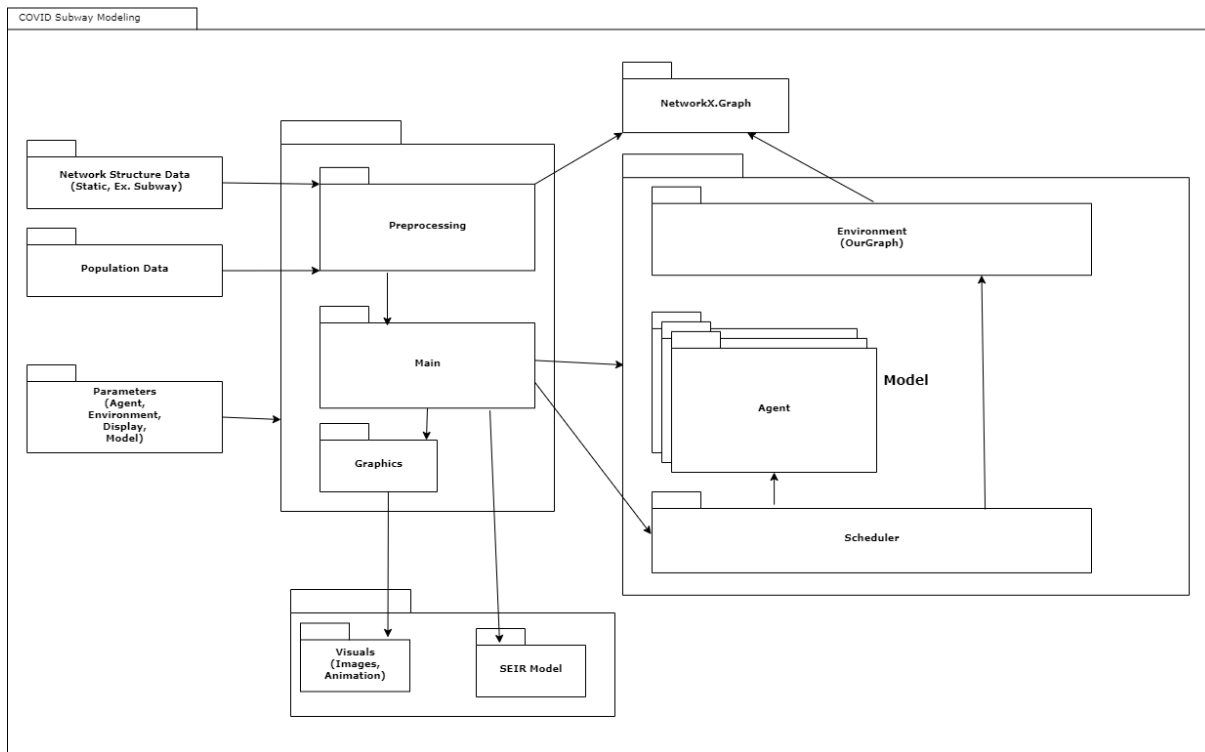 COVID Subway Modeling
NetworkX.Graph
Network Structure Data
(Static, Ex. Subway)
Preprocessing
Environment
(OurGraph)
Population Data
Main
Model
Parameters
(Agent,
Environment,
Display,
Model)
Agent
Graphics
Scheduler
Visuals
(Images,
Animation)
SEIR Model